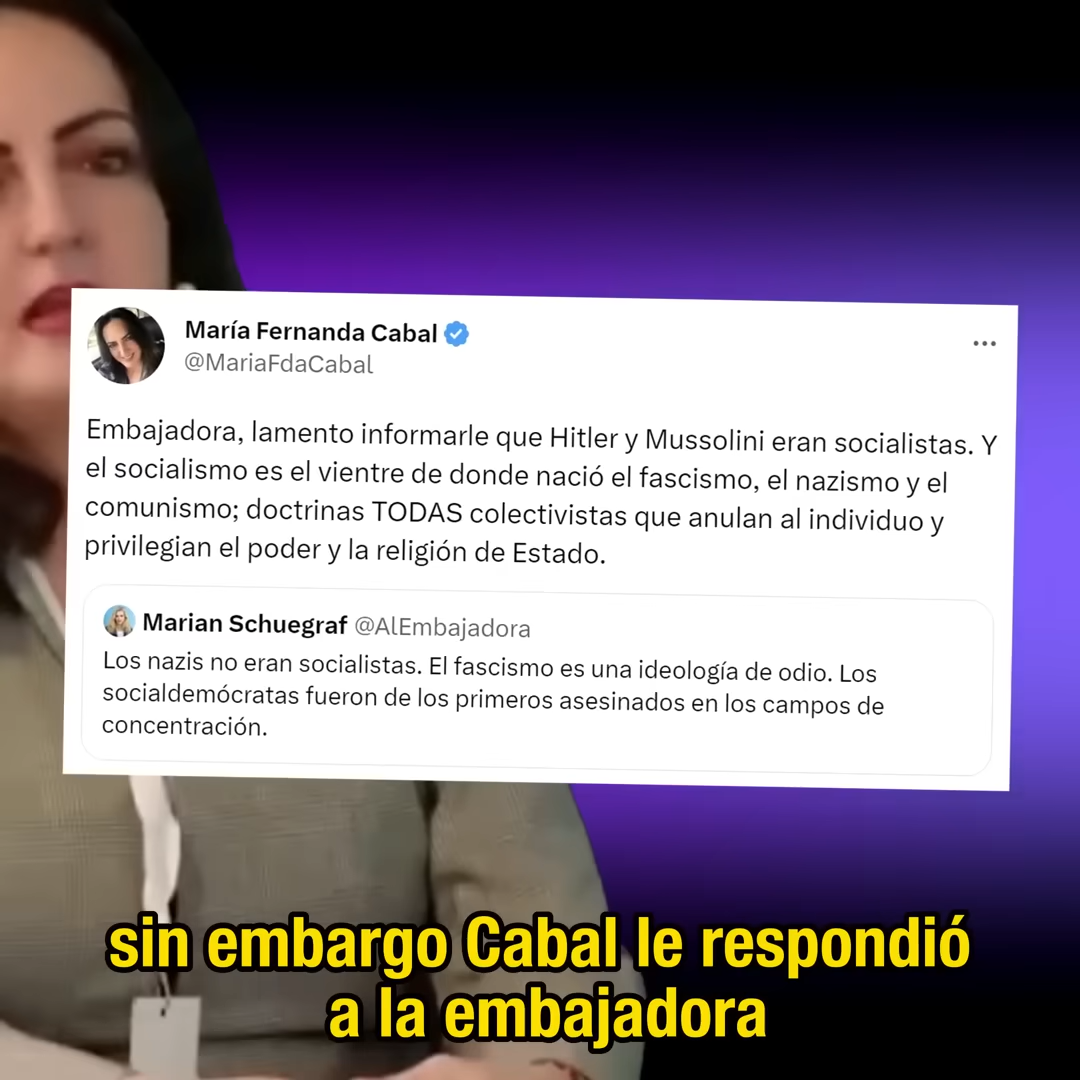 María Fernanda Cabal
@MariaFdaCabal
Embajadora, lamento informarle que Hitler y Mussolini eran socialistas. Y
el socialismo es el vientre de donde nació el fascismo, el nazismo y el
comunismo; doctrinas TODAS colectivistas que anulan al individuo y
privilegian el poder y la religión de Estado.
Marian Schuegraf @AlEmbajadora
Los nazis no eran socialistas. El fascismo es una ideología de odio. Los
socialdemócratas fueron de los primeros asesinados en los campos de
concentración.
sin embargo Cabal le respondió
a la embajadora